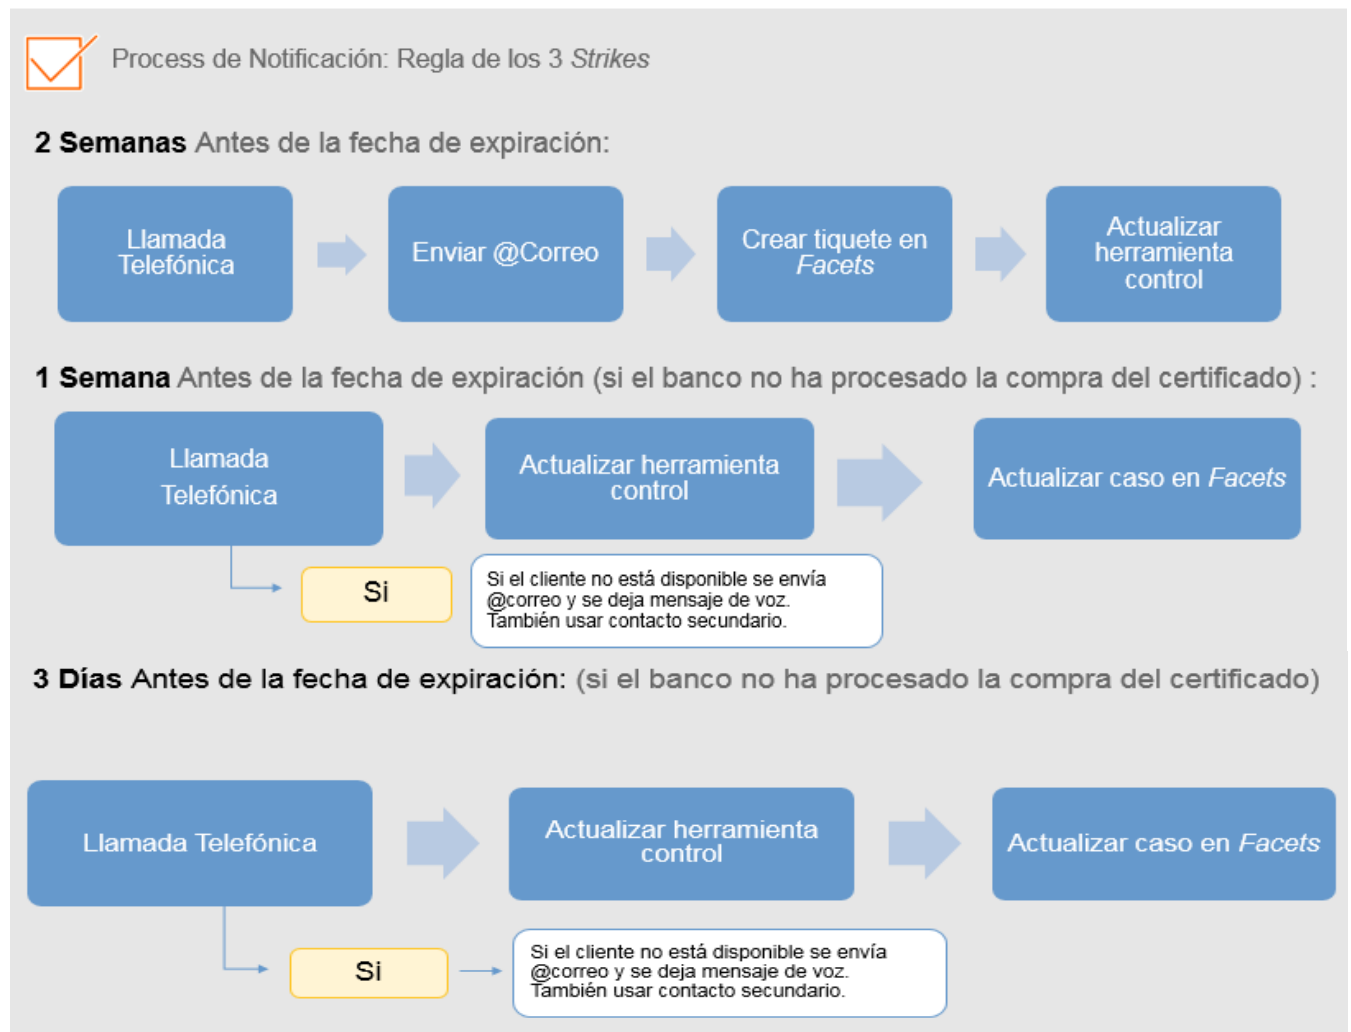 Process de Notificación: Regla de los 3 Strikes
2 Semanas Antes de la fecha de expiración:
Llamada
Telefónica
Enviar @Correo
Crear tiquete en
Facets
Actualizar
herramienta
control
1 Semana Antes de la fecha de expiración (si el banco no ha procesado la compra del certificado) :
Llamada
Telefónica
Actualizar herramienta
control
Actualizar caso en Facets
Si
Si el cliente no está disponible se envía
@correo y se deja mensaje de voz.
También usar contacto secundario.
3 Días Antes de la fecha de expiración: (si el banco no ha procesado la compra del certificado)
Llamada Telefónica
Actualizar herramienta
control
Actualizar caso en Facets
Si
Si el cliente no está disponible se envía
@correo y se deja mensaje de voz.
También usar contacto secundario.